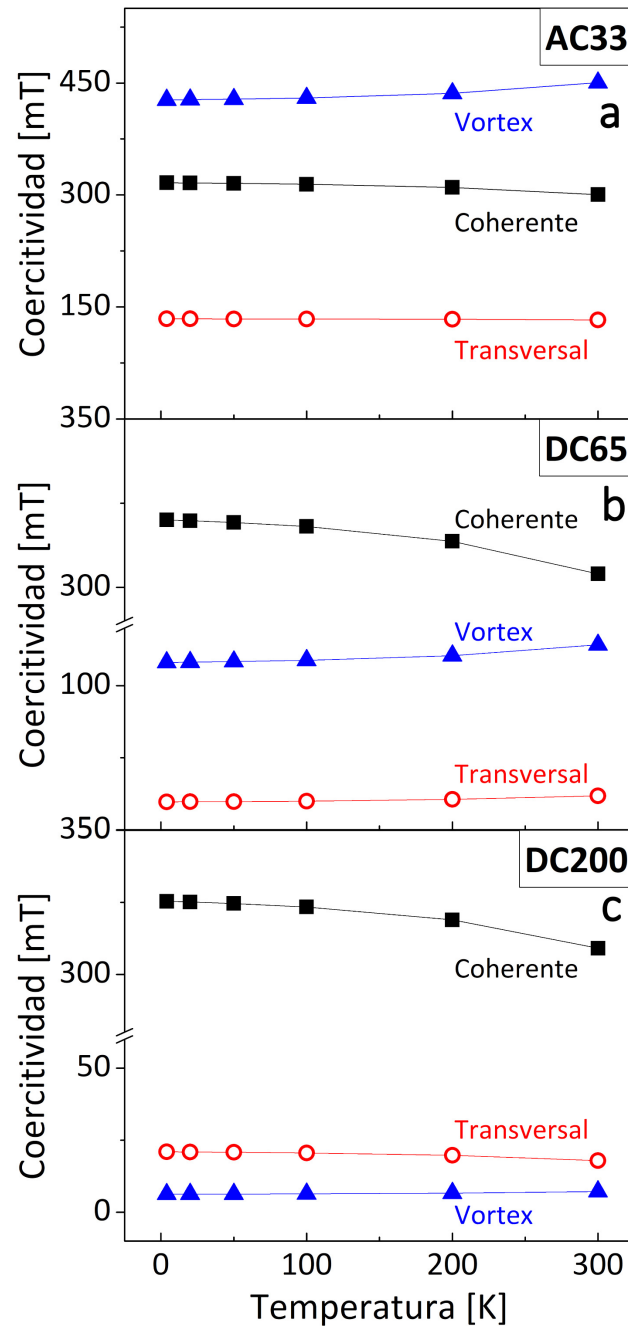 AC33
a
Coercitividad [mT]
450
300
150
Vortex
Coherente
Transversal
DC65
b
Coercitividad [mT]
350
300
100
Coherente
Vortex
Transversal
DC200
c
Coercitividad [mT]
350
300
50
0
Coherente
Transversal
Vortex
0 100 200 300
Temperatura [K]